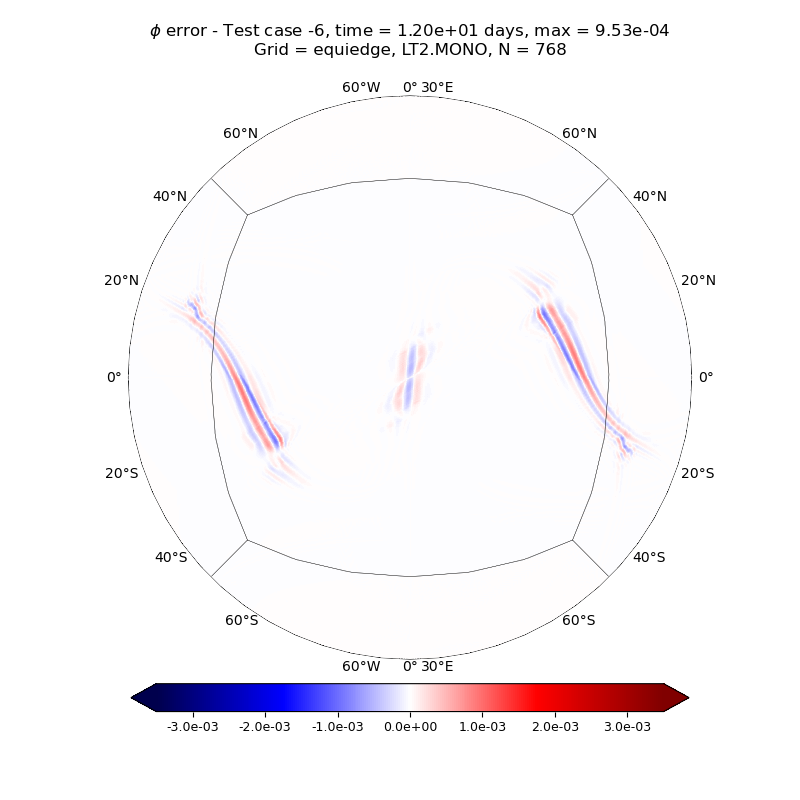 ϕ error - Test case -6, time = 1.20e+01 days, max = 9.53e-04
Grid = equiedge, LT2.MONO, N = 768
60°W 0° 30°E
60°N 60°N
40°N 40°N
20°N 20°N
0° 0°
20°S 20°S
40°S 40°S
60°S 60°S
60°W 0° 30°E
-3.0e-03 -2.0e-03 -1.0e-03 0.0e+00 1.0e-03 2.0e-03 3.0e-03